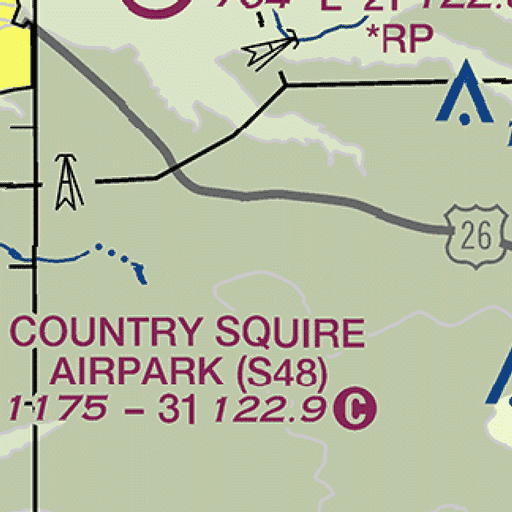 *RP
26
COUNTRY SQUIRE
AIRPARK (S48)
1175 – 31 122.9 C